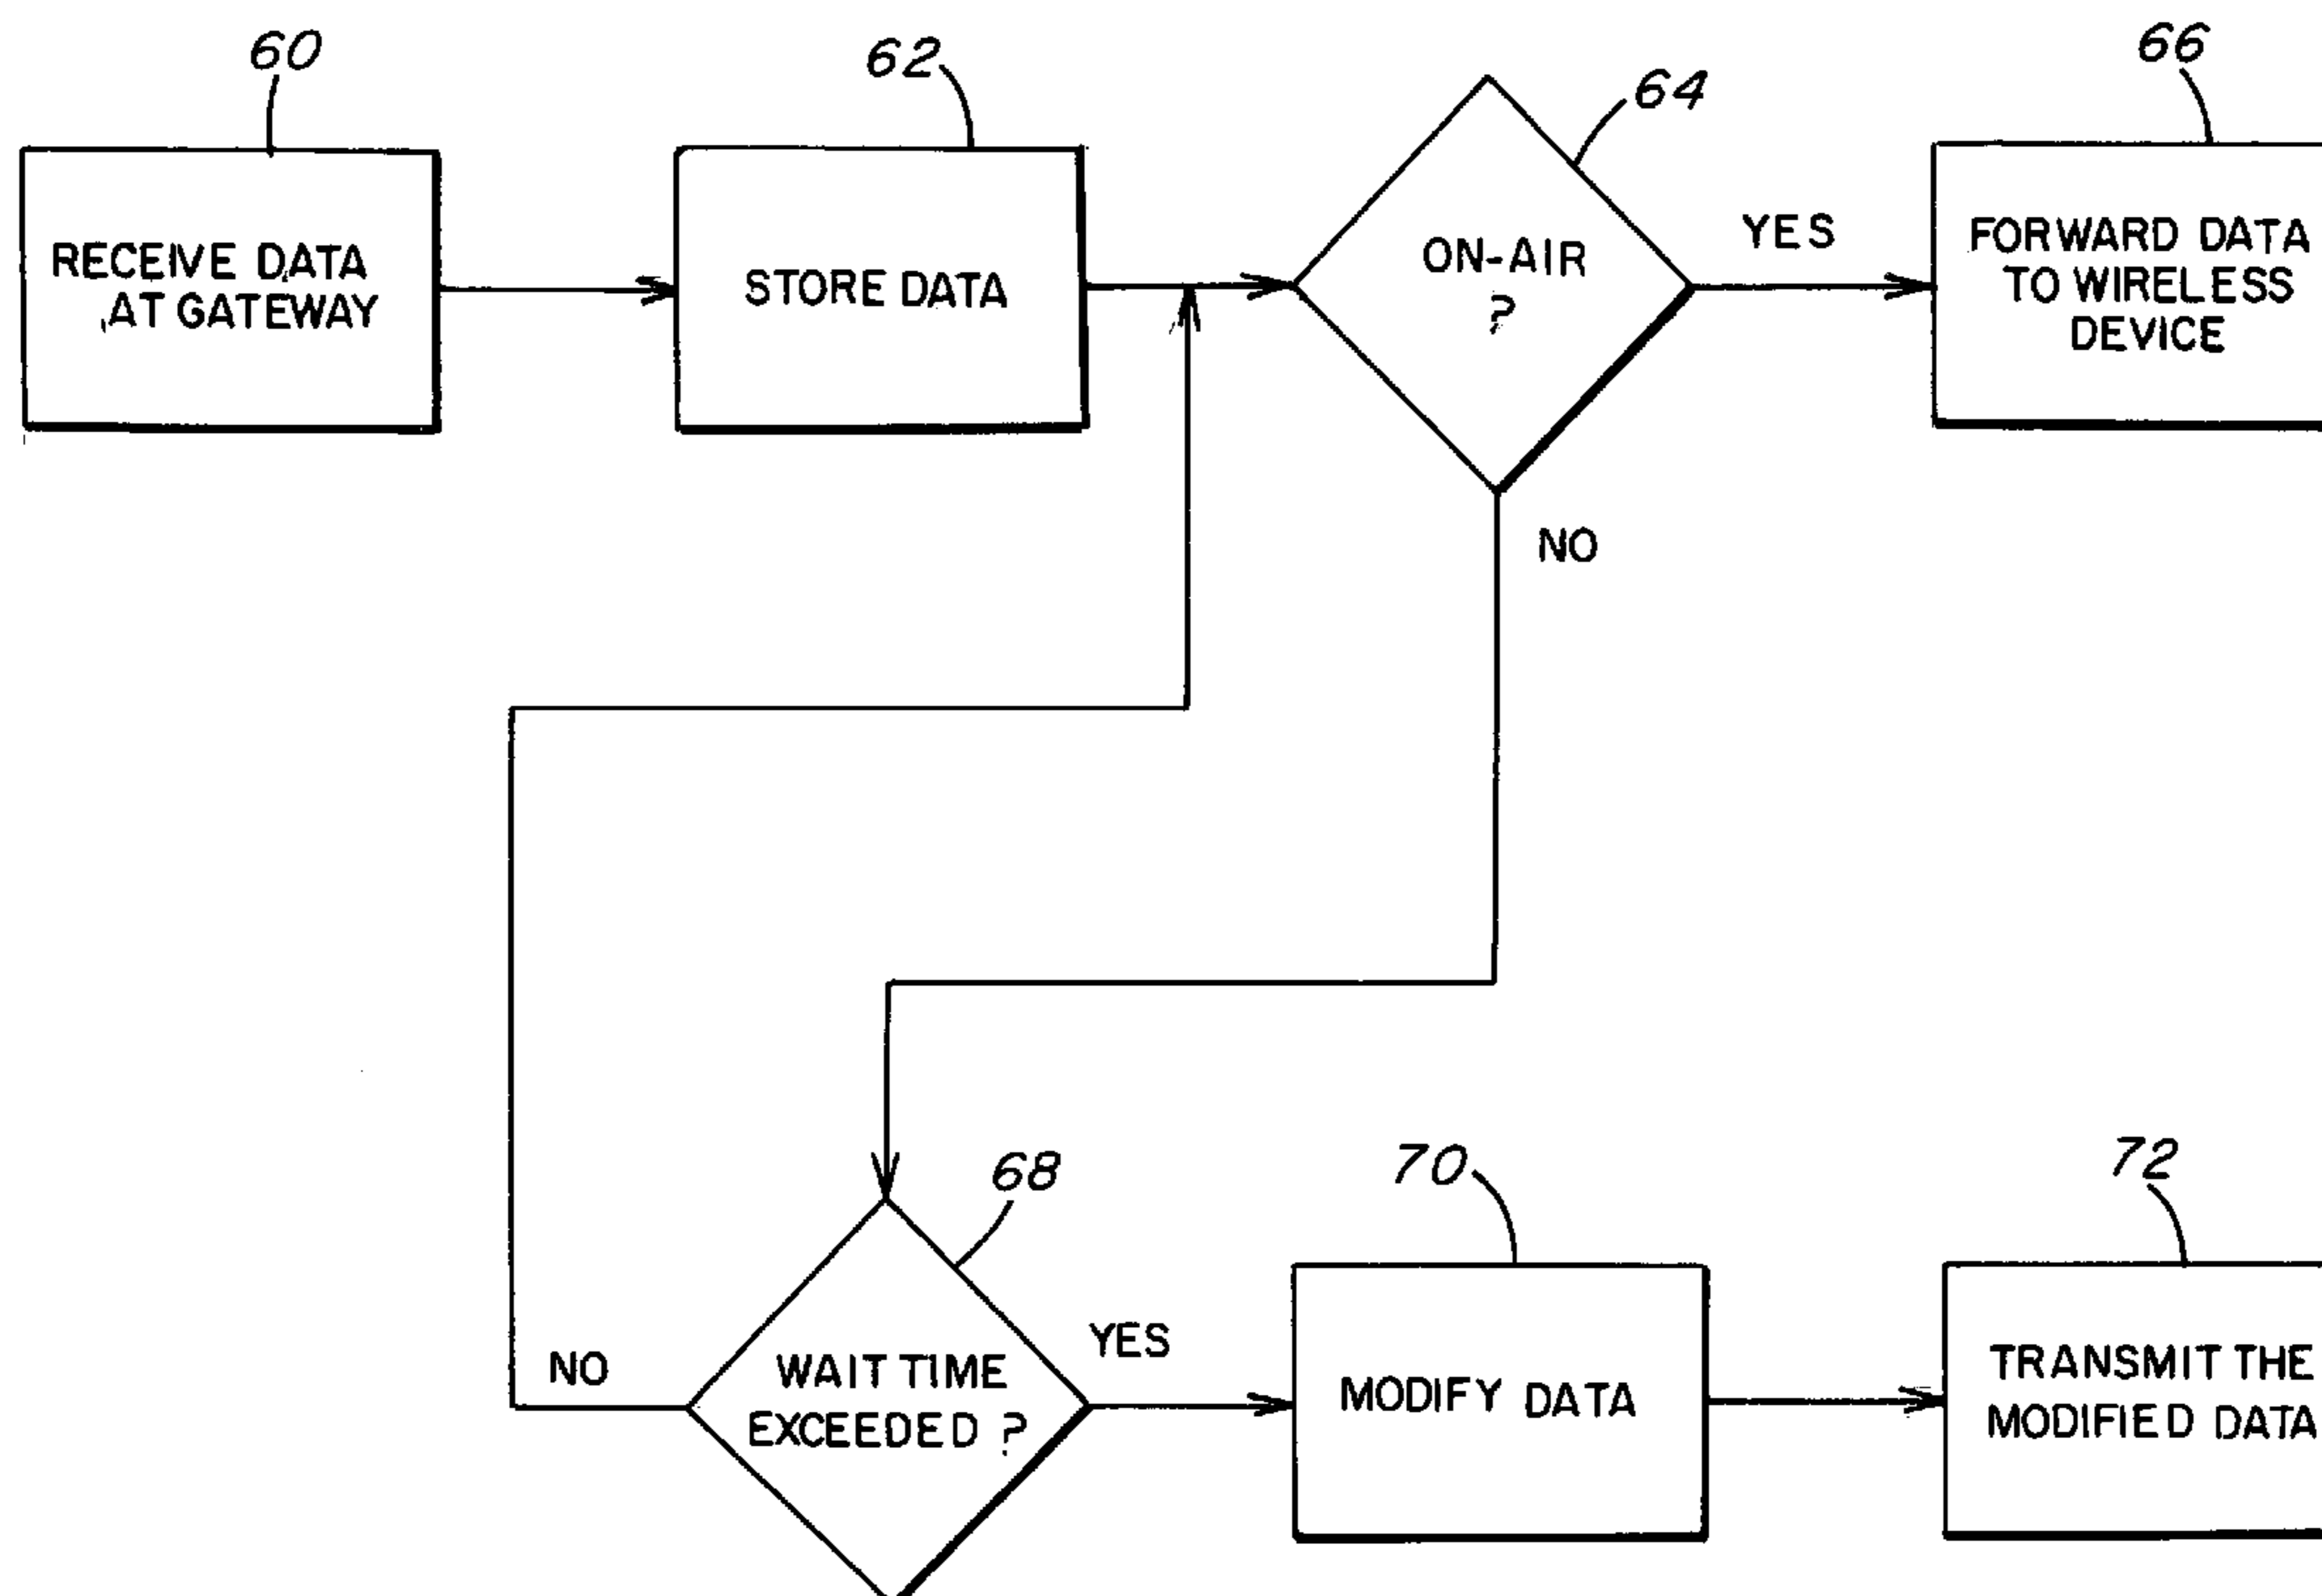 60
62
64
66
RECEIVE DATA
AT GATEWAY
STORE DATA
ON-AIR
?
YES
FORWARD DATA
TO WIRELESS
DEVICE
NO
68
70
72
NO
WAIT TIME
EXCEEDED ?
YES
MODIFY DATA
TRANSMIT THE
MODIFIED DATA